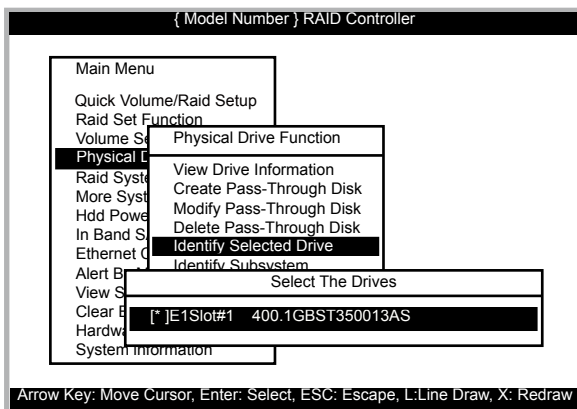 { Model Number } RAID Controller
Main Menu
Quick Volume/Raid Setup
Raid Set Function
Volume Se
Physical D
Raid Syste
More Syst
Hdd Powe
In Band S
Ethernet C
Alert By
View S
Clear E
Hardwa
System Information
Physical Drive Function
View Drive Information
Create Pass-Through Disk
Modify Pass-Through Disk
Delete Pass-Through Disk
Identify Selected Drive
Identify Subsystem
Select The Drives
[* ]E1Slot#1 400.1GBST350013AS
Arrow Key: Move Cursor, Enter: Select, ESC: Escape, L:Line Draw, X: Redraw